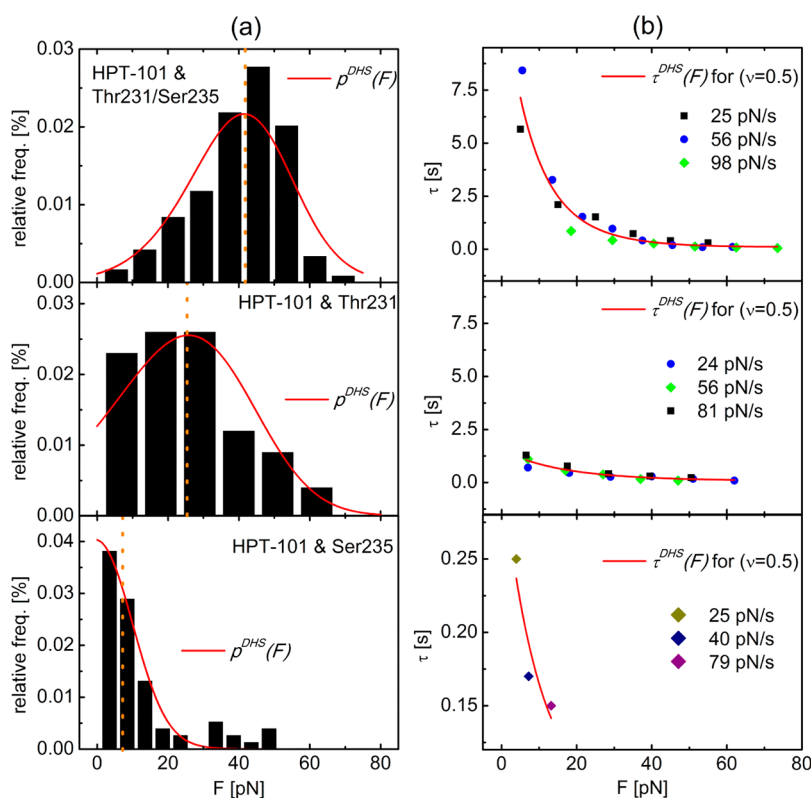 (a)
(b)
HPT-101 &
Thr231/Ser235
p^DHS(F)
relative freq. [%]
0.03
0.02
0.01
0.00
HPT-101 & Thr231
p^DHS(F)
relative freq. [%]
0.03
0.02
0.01
0.00
HPT-101 & Ser235
p^DHS(F)
relative freq. [%]
0.04
0.03
0.02
0.01
0.00
0 20 40 60 80
F [pN]
τ^DHS(F) for (ν=0.5)
25 pN/s
56 pN/s
98 pN/s
τ [s]
7.5
5.0
2.5
0.0
τ^DHS(F) for (ν=0.5)
24 pN/s
56 pN/s
81 pN/s
τ [s]
7.5
5.0
2.5
0.0
τ^DHS(F) for (ν=0.5)
25 pN/s
40 pN/s
79 pN/s
τ [s]
0.25
0.20
0.15
0 20 40 60 80
F [pN]